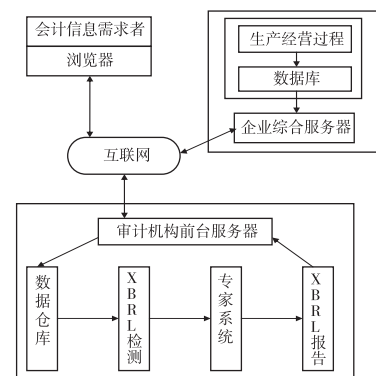 会计信息需求者
浏览器
生产经营过程
数据库
企业综合服务器
互联网
审计机构前台服务器
数据仓库
XBRL检测
专家系统
XBRL报告